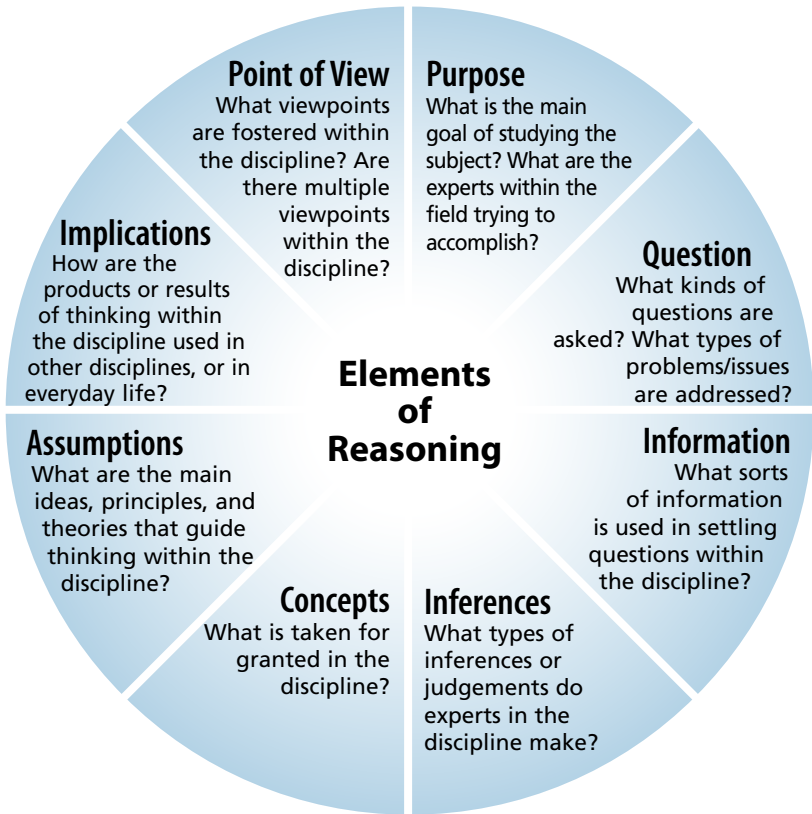 Point of View
What viewpoints
are fostered within
the discipline? Are
there multiple
viewpoints
within the
discipline?
Purpose
What is the main
goal of studying the
subject? What are the
experts within the
field trying to
accomplish?
Implications
How are the
products or results
of thinking within
the discipline used in
other disciplines, or in
everyday life?
Question
What kinds of
questions are
asked? What types of
problems/issues
are addressed?
Elements
of
Reasoning
Assumptions
What are the main
ideas, principles, and
theories that guide
thinking within the
discipline?
Information
What sorts
of information
is used in settling
questions within
the discipline?
Concepts
What is taken for
granted in the
discipline?
Inferences
What types of
inferences or
judgements do
experts in the
discipline make?